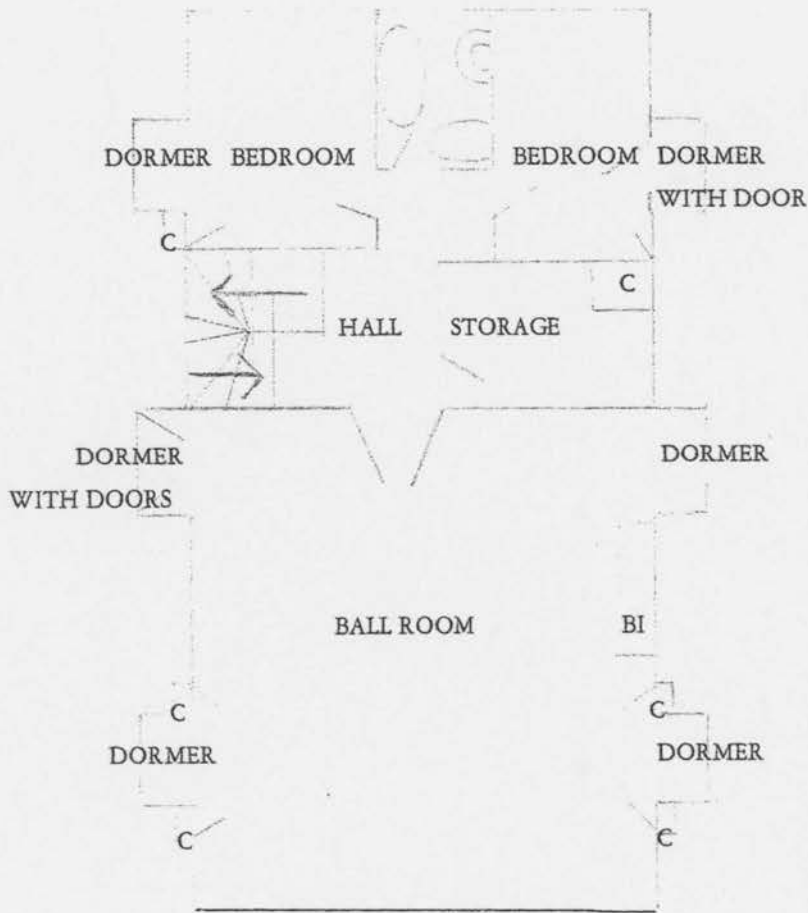 DORMER BEDROOM BEDROOM DORMER
WITH DOOR
C
C
HALL STORAGE
DORMER
WITH DOORS
DORMER
BALL ROOM BI
C C
DORMER DORMER
C C